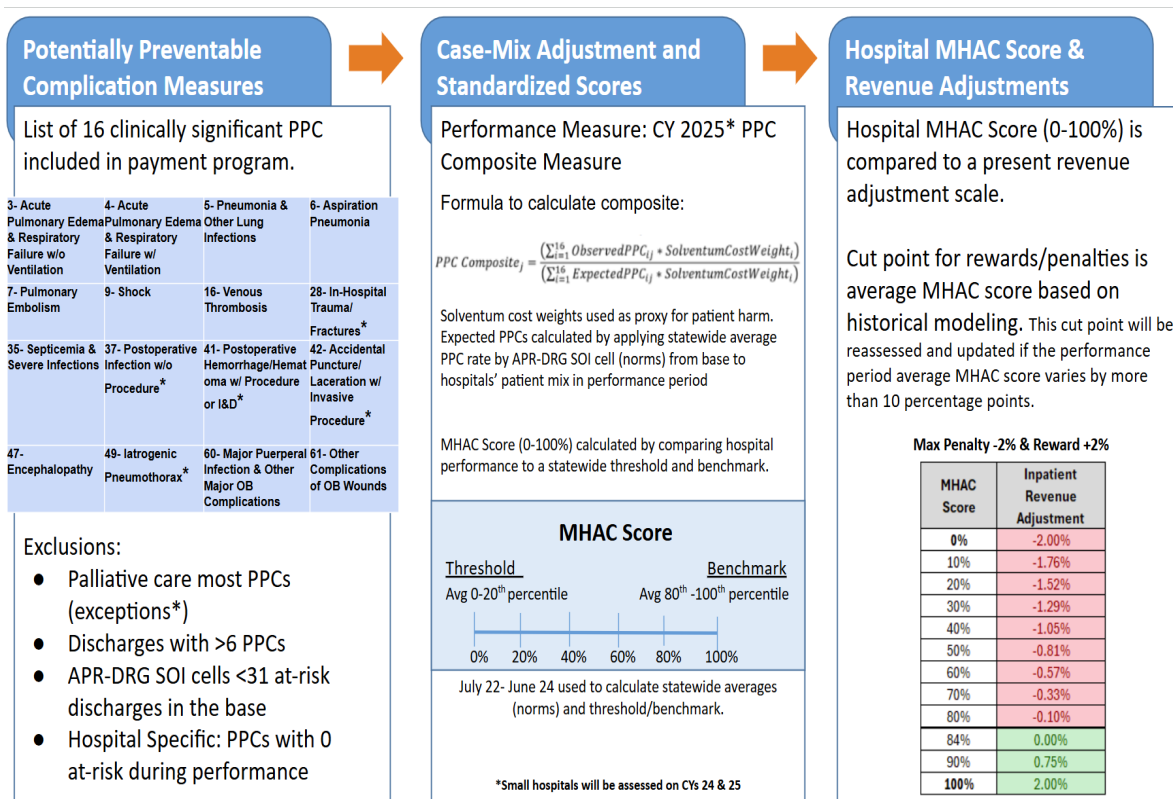 Potentially Preventable
Complication Measures
List of 16 clinically significant PPC
included in payment program.
3- Acute
Pulmonary Edema
& Respiratory
Failure w/o
Ventilation
4- Acute
Pulmonary Edema
& Respiratory
Failure w/
Ventilation
5- Pneumonia &
Other Lung
Infections
6- Aspiration
Pneumonia
7- Pulmonary
Embolism
9- Shock
16- Venous
Thrombosis
28- In-Hospital
Trauma/
Fractures*
35- Septicemia &
Severe Infections
37- Postoperative
Infection w/o
Procedure*
41- Postoperative
Hemorrhage/Hemat
oma w/ Procedure
or I&D*
42- Accidental
Puncture/
Laceration w/
Invasive
Procedure*
47-
Encephalopathy
49- Iatrogenic
Pneumothorax*
60- Major Puerperal
Infection & Other
Major OB
Complications
61- Other
Complications
of OB Wounds
Exclusions:
● Palliative care most PPCs
(exceptions*)
● Discharges with >6 PPCs
● APR-DRG SOI cells <31 at-risk
discharges in the base
● Hospital Specific: PPCs with 0
at-risk during performance
Case-Mix Adjustment and
Standardized Scores
Performance Measure: CY 2025* PPC
Composite Measure
Formula to calculate composite:
PPC Composite_j = (∑_{i=1}^{16} ObservedPPC_{ij} * SolventumCostWeight_i) / (∑_{i=1}^{16} ExpectedPPC_{ij} * SolventumCostWeight_i)
Solventum cost weights used as proxy for patient harm.
Expected PPCs calculated by applying statewide average
PPC rate by APR-DRG SOI cell (norms) from base to
hospitals' patient mix in performance period
MHAC Score (0-100%) calculated by comparing hospital
performance to a statewide threshold and benchmark.
MHAC Score
Threshold Benchmark
Avg 0-20th percentile Avg 80th -100th percentile
0% 20% 40% 60% 80% 100%
July 22- June 24 used to calculate statewide averages
(norms) and threshold/benchmark.
*Small hospitals will be assessed on CYs 24 & 25
Hospital MHAC Score &
Revenue Adjustments
Hospital MHAC Score (0-100%) is
compared to a present revenue
adjustment scale.
Cut point for rewards/penalties is
average MHAC score based on
historical modeling. This cut point will be
reassessed and updated if the performance
period average MHAC score varies by more
than 10 percentage points.
Max Penalty -2% & Reward +2%
MHAC
Score
Inpatient
Revenue
Adjustment
0% -2.00%
10% -1.76%
20% -1.52%
30% -1.29%
40% -1.05%
50% -0.81%
60% -0.57%
70% -0.33%
80% -0.10%
84% 0.00%
90% 0.75%
100% 2.00%